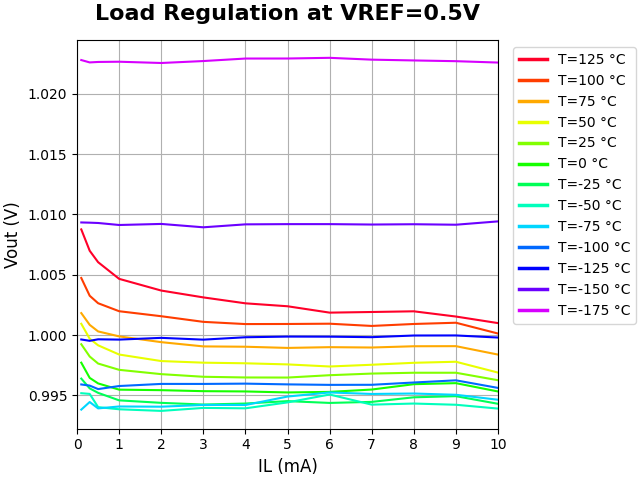 Load Regulation at VREF=0.5V
Vout (V)
1.020
1.015
1.010
1.005
1.000
0.995
0 1 2 3 4 5 6 7 8 9 10
IL (mA)
T=125 °C
T=100 °C
T=75 °C
T=50 °C
T=25 °C
T=0 °C
T=-25 °C
T=-50 °C
T=-75 °C
T=-100 °C
T=-125 °C
T=-150 °C
T=-175 °C